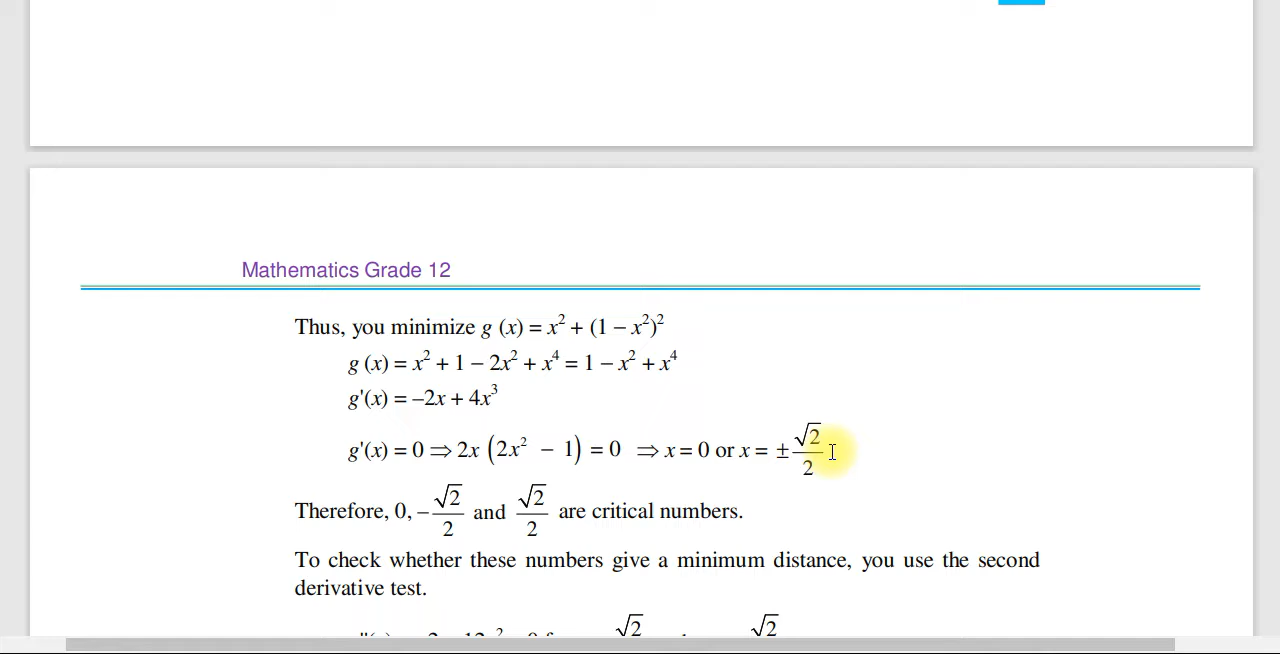 Mathematics Grade 12
Thus, you minimize g (x) = x² + (1 – x²)²
g (x) = x² + 1 – 2x² + x⁴ = 1 – x² + x⁴
g'(x) = –2x + 4x³
g'(x) = 0 ⇒ 2x (2x² − 1) = 0 ⇒ x = 0 or x = ± √2/2
Therefore, 0, – √2/2 and √2/2 are critical numbers.
To check whether these numbers give a minimum distance, you use the second
derivative test.
√2 √2